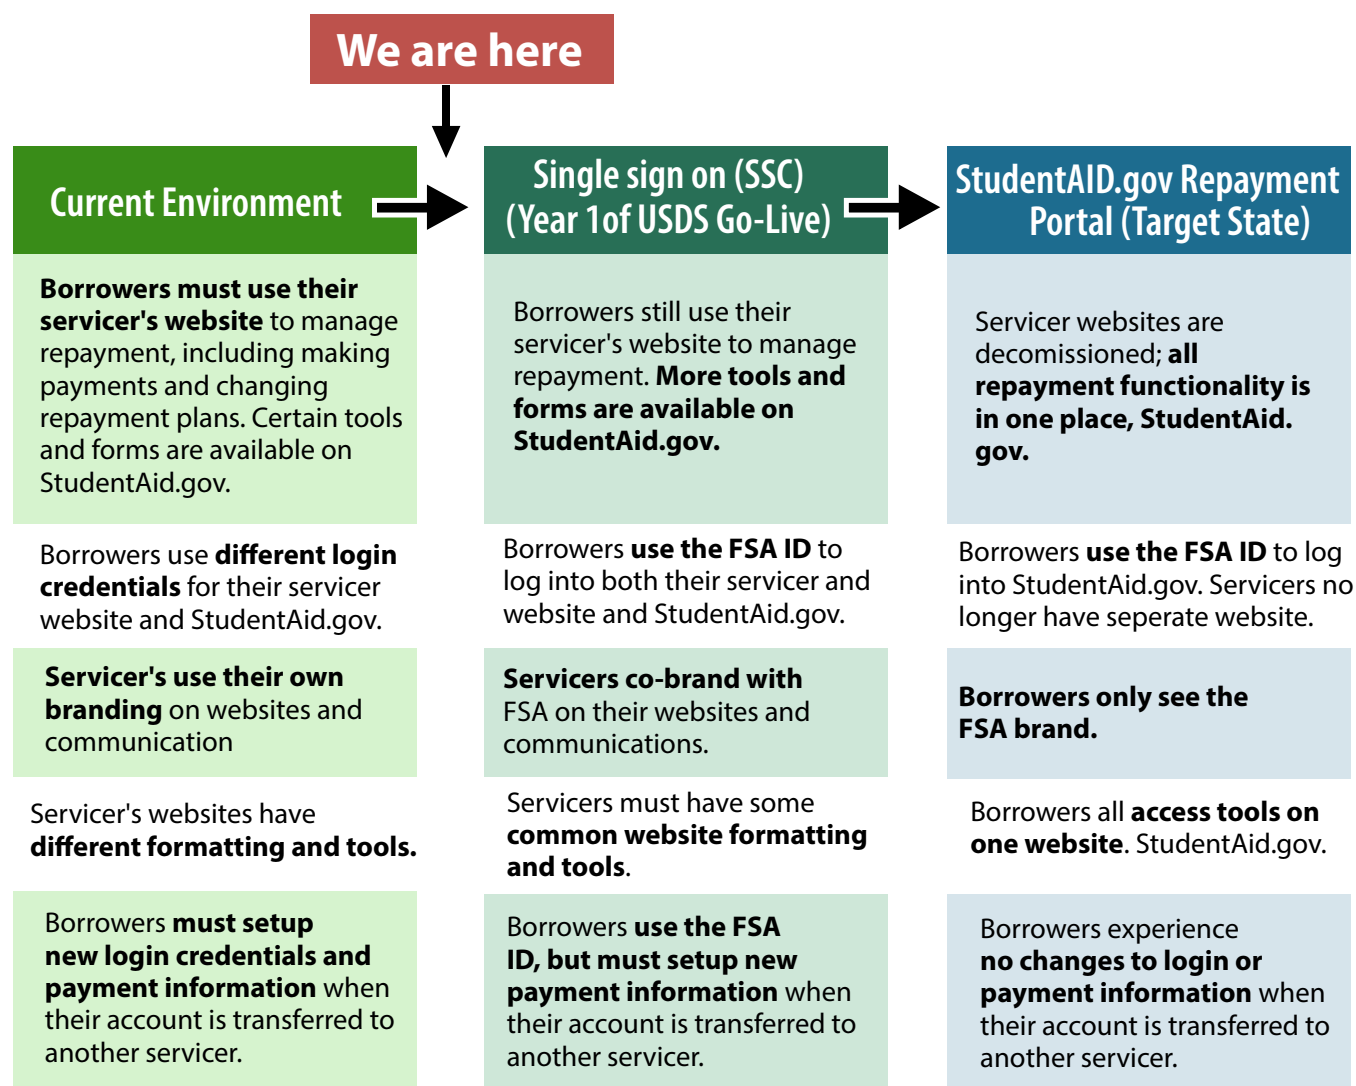 We are here
Current Environment
Borrowers must use their
servicer's website to manage
repayment, including making
payments and changing
repayment plans. Certain tools
and forms are available on
StudentAid.gov.
Borrowers use different login
credentials for their servicer
website and StudentAid.gov.
Servicer's use their own
branding on websites and
communication
Servicer's websites have
different formatting and tools.
Borrowers must setup
new login credentials and
payment information when
their account is transferred to
another servicer.
Single sign on (SSC)
(Year 1of USDS Go-Live)
Borrowers still use their
servicer's website to manage
repayment. More tools and
forms are available on
StudentAid.gov.
Borrowers use the FSA ID to
log into both their servicer and
website and StudentAid.gov.
Servicers co-brand with
FSA on their websites and
communications.
Servicers must have some
common website formatting
and tools.
Borrowers use the FSA
ID, but must setup new
payment information when
their account is transferred to
another servicer.
StudentAID.gov Repayment
Portal (Target State)
Servicer websites are
decomissioned; all
repayment functionality is
in one place, StudentAid.
gov.
Borrowers use the FSA ID to log
into StudentAid.gov. Servicers no
longer have seperate website.
Borrowers only see the
FSA brand.
Borrowers all access tools on
one website. StudentAid.gov.
Borrowers experience
no changes to login or
payment information when
their account is transferred to
another servicer.